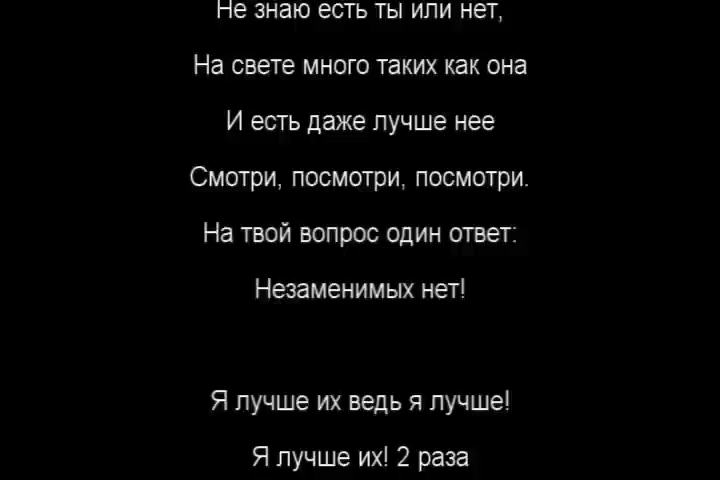 Не знаю есть ты или нет,
На свете много таких как она
И есть даже лучше нее
Смотри, посмотри, посмотри.
На твой вопрос один ответ:
Незаменимых нет!
Я лучше их ведь я лучше!
Я лучше их! 2 раза